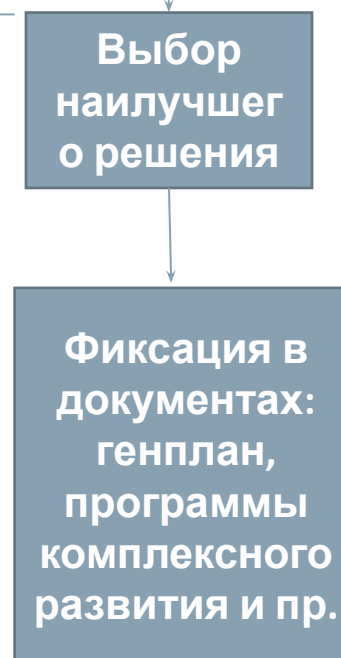 Выбор
наилучшег
о решения
Фиксация в
документах:
генплан,
программы
комплексного
развития и пр.